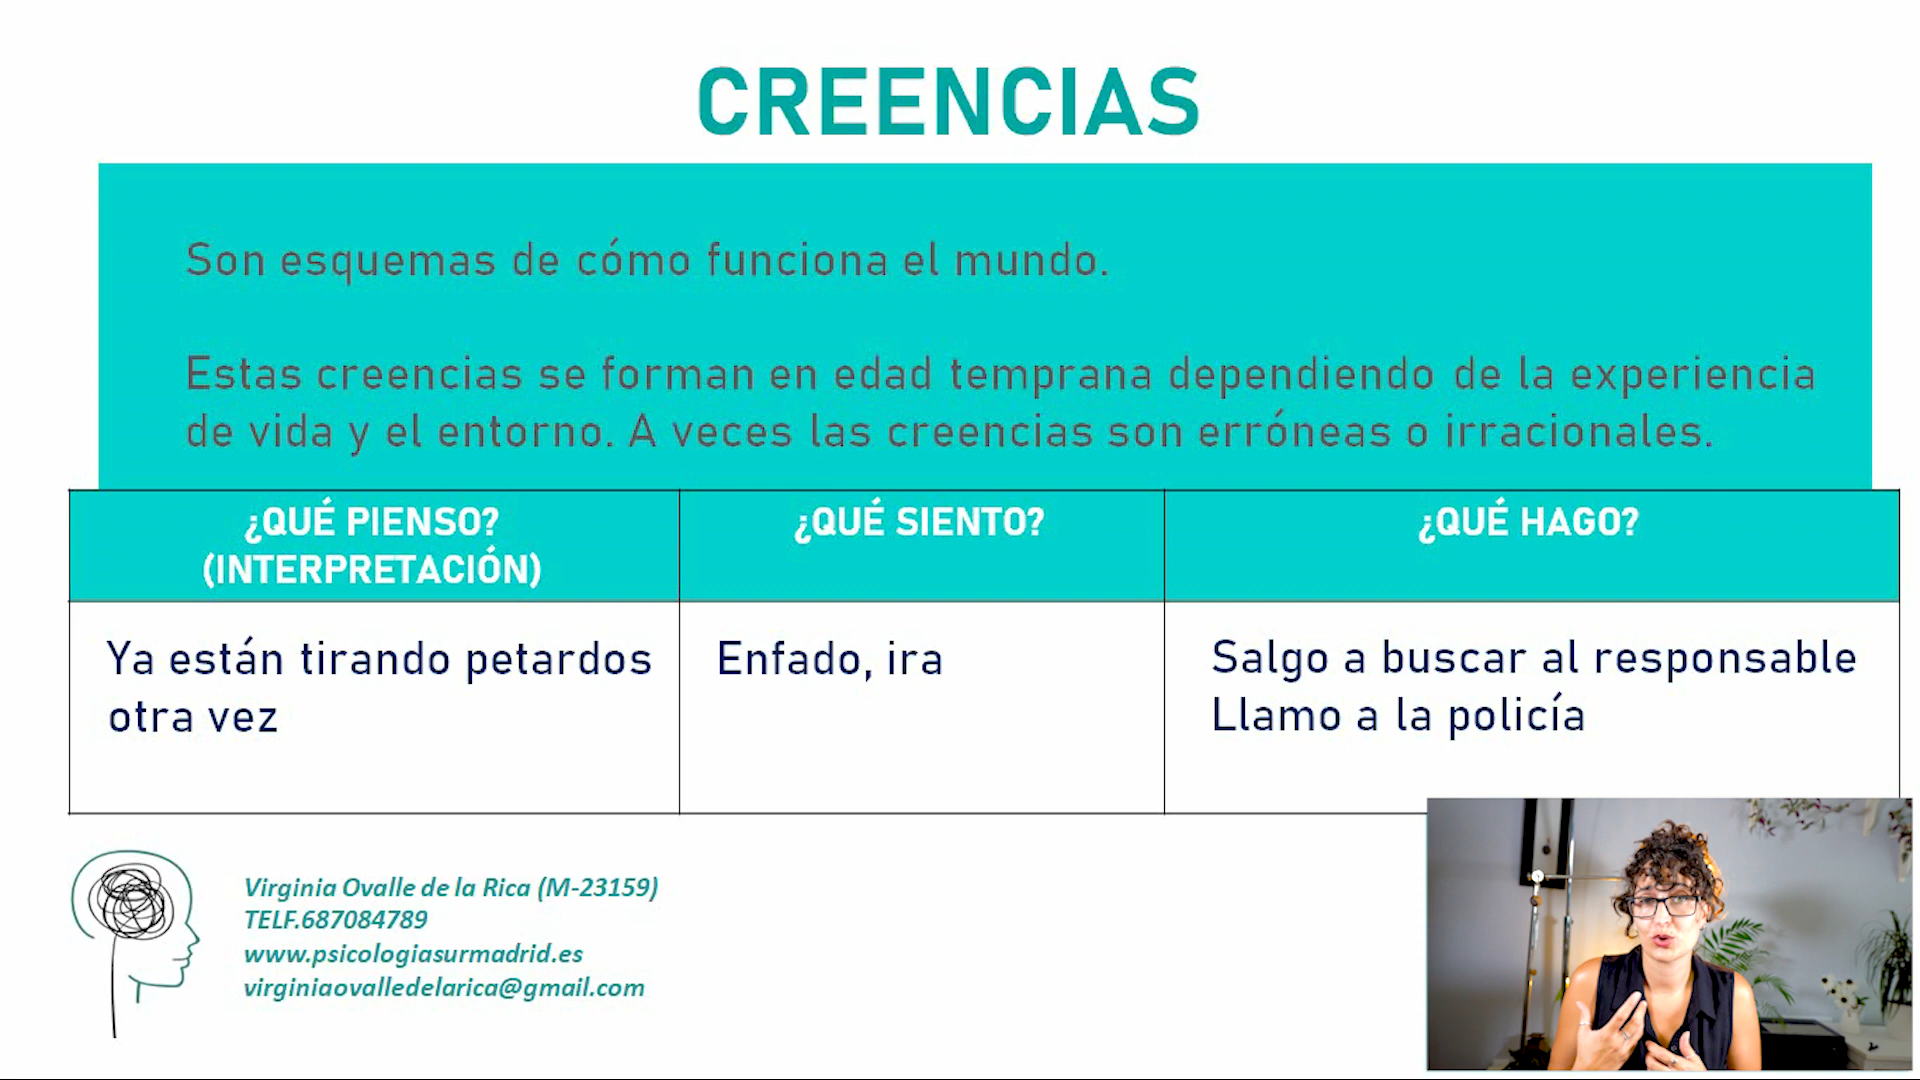 CREENCIAS
Son esquemas de cómo funciona el mundo.
Estas creencias se forman en edad temprana dependiendo de la experiencia
de vida y el entorno. A veces las creencias son erróneas o irracionales.
¿QUÉ PIENSO?
(INTERPRETACIÓN)
¿QUÉ SIENTO?
¿QUÉ HAGO?
Ya están tirando petardos
otra vez
Enfado, ira
Salgo a buscar al responsable
Llamo a la policía
Virginia Ovalle de la Rica (M-23159)
TELF.687084789
www.psicologiasurmadrid.es
virginiaovalledelarica@gmail.com